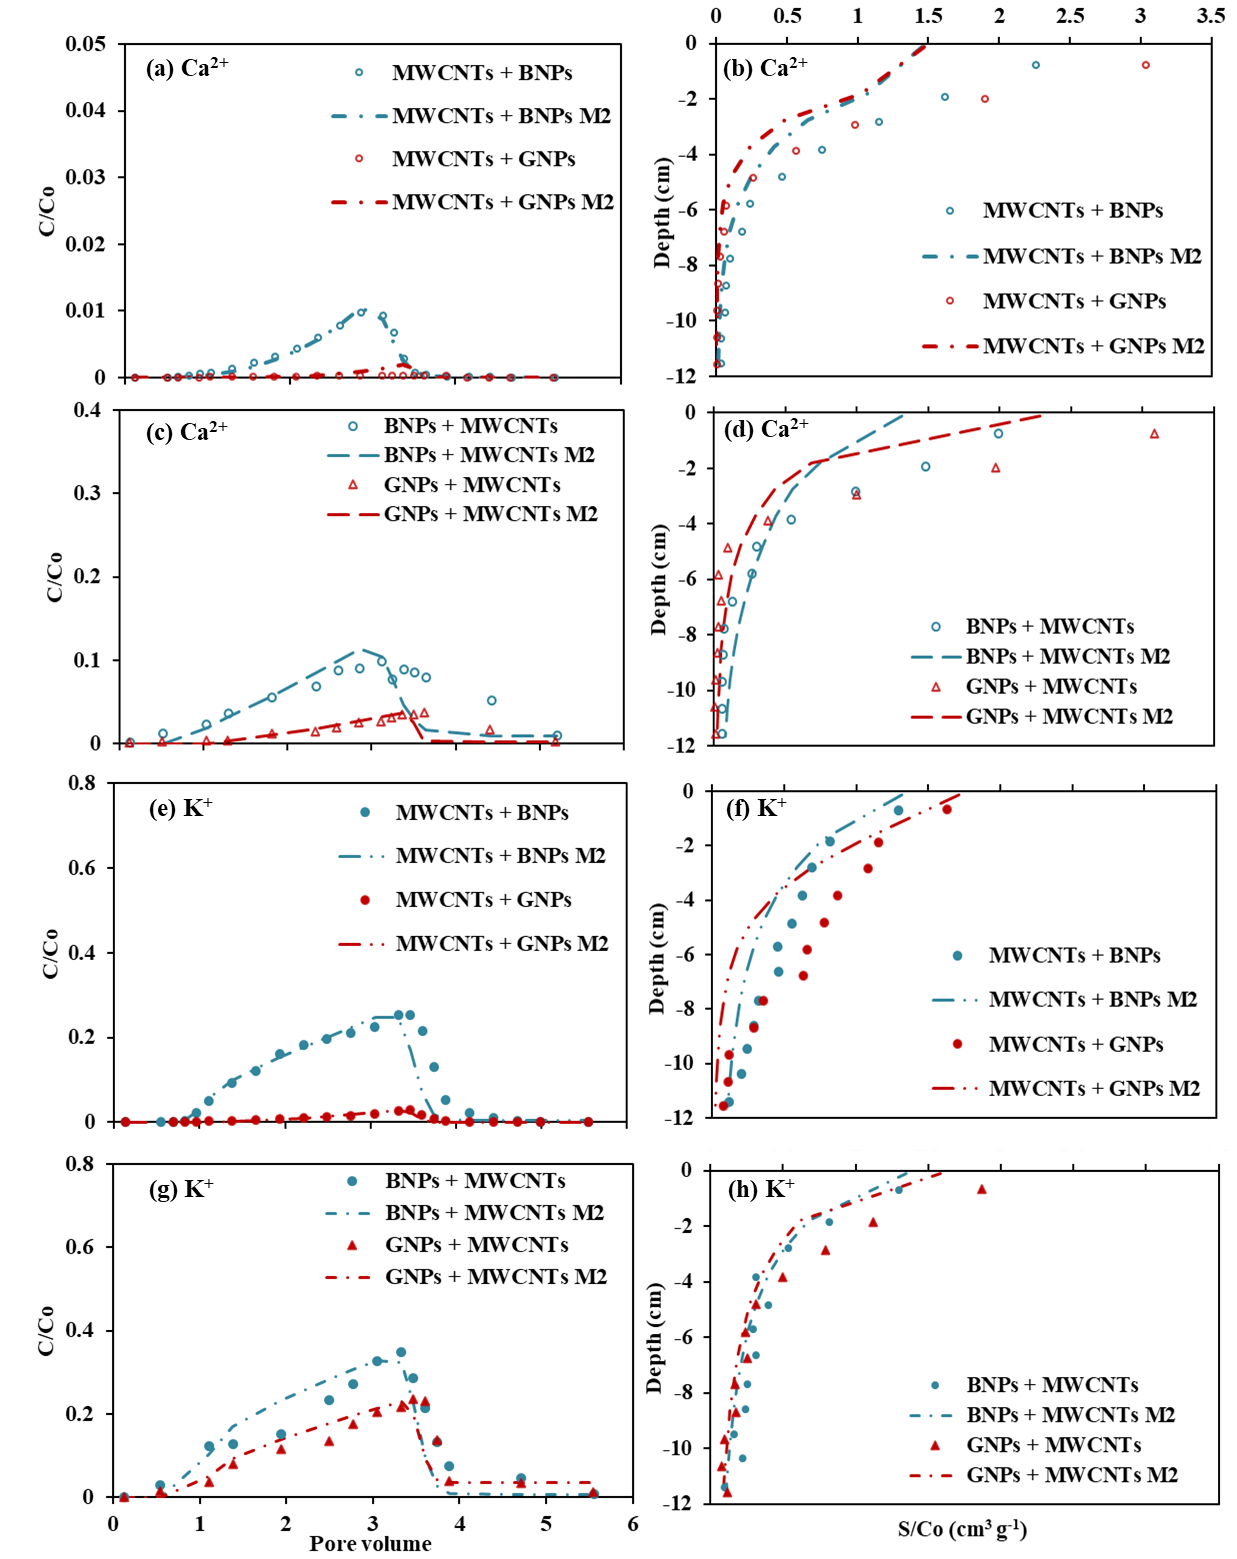 0 0.5 1 1.5 2 2.5 3 3.5
0.05
0.04
0.03
0.02
0.01
0
C/Co
(a) Ca²⁺
MWCNTs + BNPs
MWCNTs + BNPs M2
MWCNTs + GNPs
MWCNTs + GNPs M2
0
-2
-4
-6
-8
-10
-12
Depth (cm)
(b) Ca²⁺
MWCNTs + BNPs
MWCNTs + BNPs M2
MWCNTs + GNPs
MWCNTs + GNPs M2
0.4
0.3
0.2
0.1
0
C/Co
(c) Ca²⁺
BNPs + MWCNTs
BNPs + MWCNTs M2
GNPs + MWCNTs
GNPs + MWCNTs M2
0
-2
-4
-6
-8
-10
-12
Depth (cm)
(d) Ca²⁺
BNPs + MWCNTs
BNPs + MWCNTs M2
GNPs + MWCNTs
GNPs + MWCNTs M2
0.8
0.6
0.4
0.2
0
C/Co
(e) K⁺
MWCNTs + BNPs
MWCNTs + BNPs M2
MWCNTs + GNPs
MWCNTs + GNPs M2
0
-2
-4
-6
-8
-10
-12
Depth (cm)
(f) K⁺
MWCNTs + BNPs
MWCNTs + BNPs M2
MWCNTs + GNPs
MWCNTs + GNPs M2
0.8
0.6
0.4
0.2
0
C/Co
(g) K⁺
BNPs + MWCNTs
BNPs + MWCNTs M2
GNPs + MWCNTs
GNPs + MWCNTs M2
0 1 2 3 4 5 6
Pore volume
0
-2
-4
-6
-8
-10
-12
Depth (cm)
(h) K⁺
BNPs + MWCNTs
BNPs + MWCNTs M2
GNPs + MWCNTs
GNPs + MWCNTs M2
S/Co (cm³ g⁻¹)